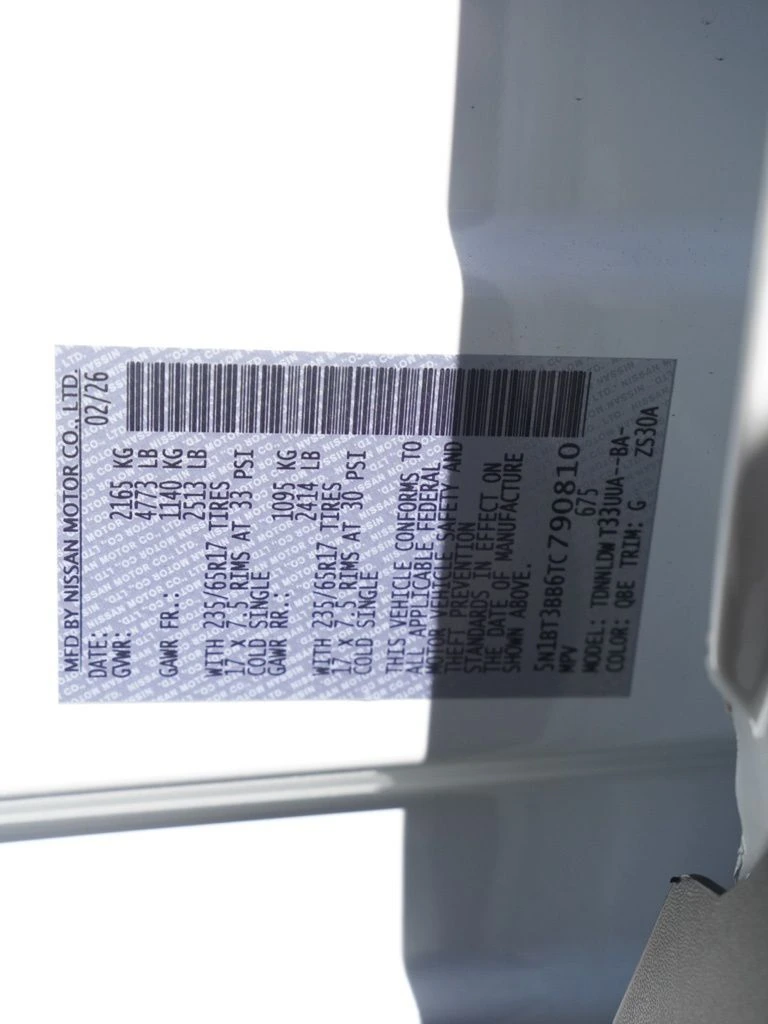 MFD BY NISSAN MOTOR CO., LTD.
DATE: 02/26
GVWR: 2165 KG
4773 LB
GAWR FR.: 1140 KG
2513 LB
WITH 235/65R17 TIRES
17 X 7.5 RIMS AT 33 PSI
COLD SINGLE
GAWR RR.: 1095 KG
2414 LB
WITH 235/65R17 TIRES
17 X 7.5 RIMS AT 30 PSI
COLD SINGLE
THIS VEHICLE CONFORMS TO
ALL APPLICABLE FEDERAL
MOTOR VEHICLE SAFETY AND
THEFT PREVENTION
STANDARDS IN EFFECT ON
THE DATE OF MANUFACTURE
SHOWN ABOVE.
5N1BT3BB6TC790810
MPV 675
MODEL: TDNNLDW T33UUA--BA-
COLOR: QBE TRIM: G ZS30A